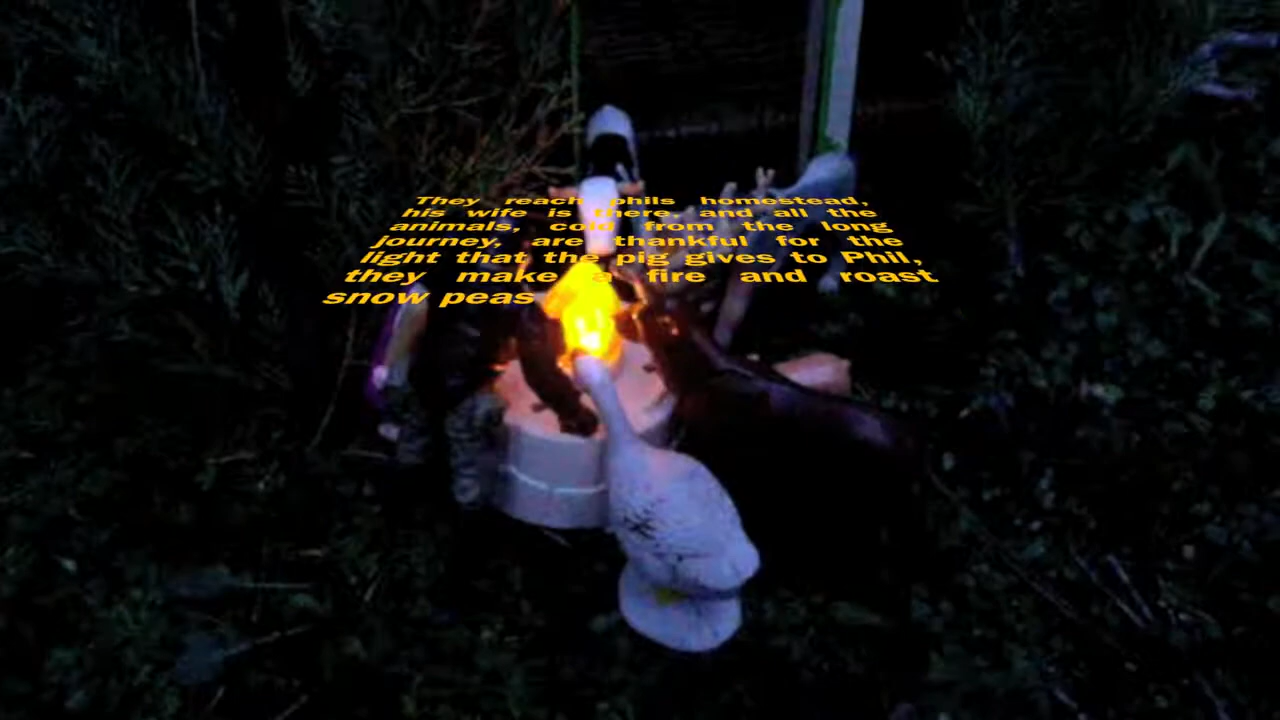 They reach phils homestead,
his wife is there. and all the
animals, cold from the long
journey, are thankful for the
light that the pig gives to Phil,
they make a fire and roast
snow peas